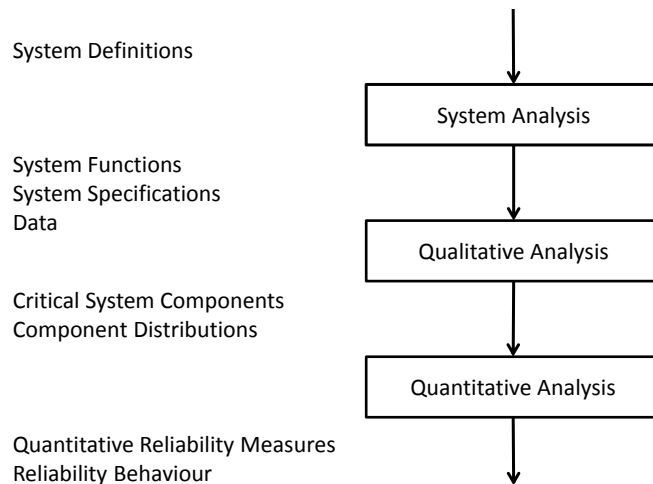 System Definitions
System Analysis
System Functions
System Specifications
Data
Qualitative Analysis
Critical System Components
Component Distributions
Quantitative Analysis
Quantitative Reliability Measures
Reliability Behaviour